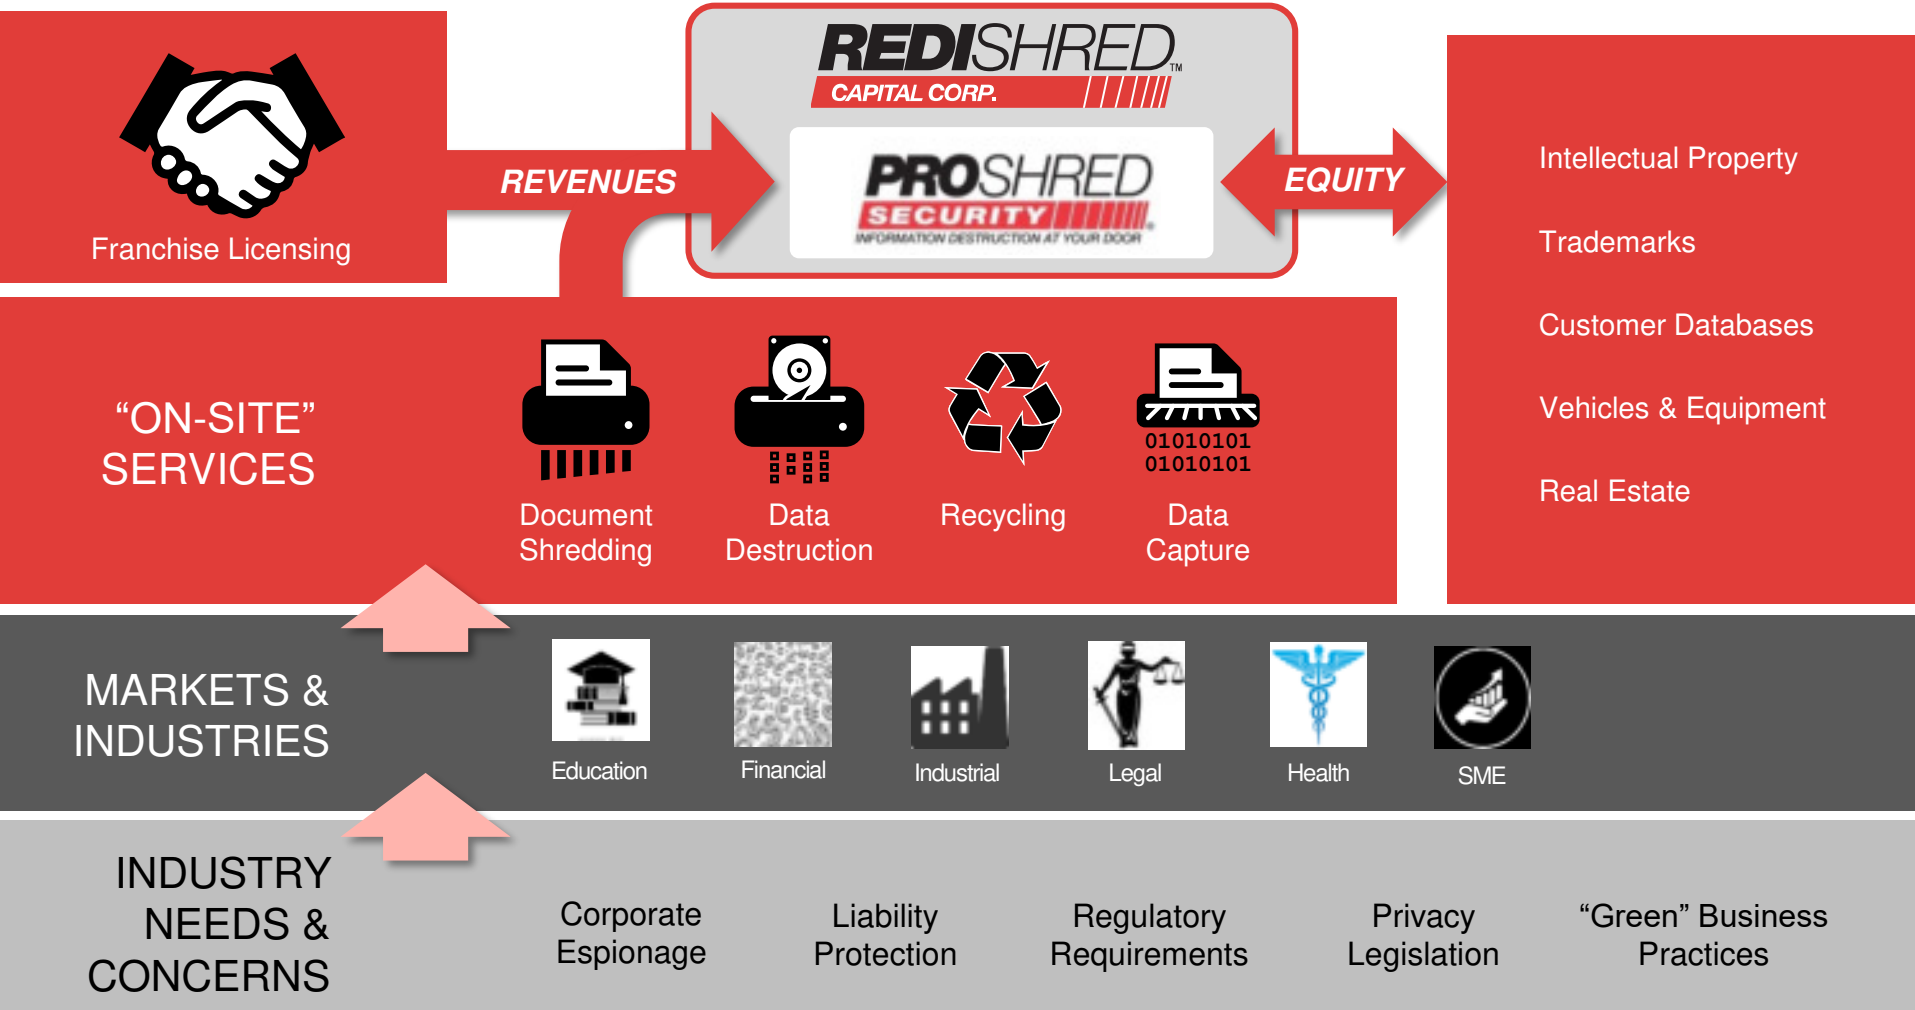 REDISHRED™
CAPITAL CORP.
PROSHRED
SECURITY®
INFORMATION DESTRUCTION AT YOUR DOOR
Franchise Licensing
REVENUES
EQUITY
Intellectual Property
Trademarks
Customer Databases
Vehicles & Equipment
Real Estate
“ON-SITE”
SERVICES
Document
Shredding
Data
Destruction
Recycling
01010101
01010101
Data
Capture
MARKETS &
INDUSTRIES
Education
Financial
Industrial
Legal
Health
SME
INDUSTRY
NEEDS &
CONCERNS
Corporate
Espionage
Liability
Protection
Regulatory
Requirements
Privacy
Legislation
“Green” Business
Practices